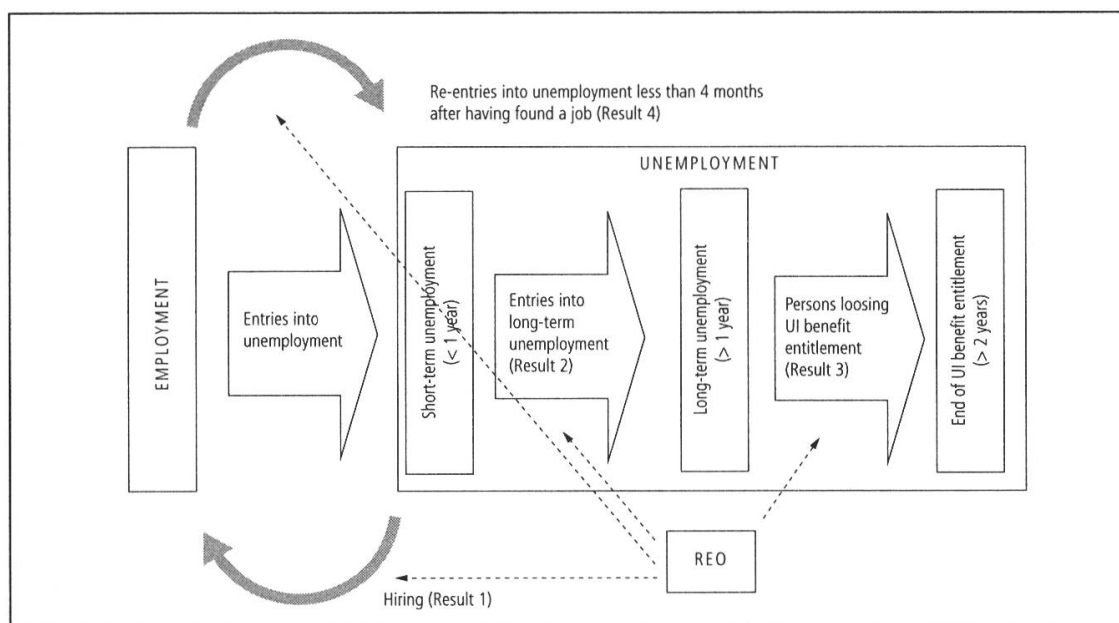 Re-entries into unemployment less than 4 months
after having found a job (Result 4)
UNEMPLOYMENT
EMPLOYMENT
Entries into
unemployment
Short-term unemployment
(< 1 year)
Entries into
long-term
unemployment
(Result 2)
Long-term unemployment
(> 1 year)
Persons loosing
UI benefit
entitlement
(Result 3)
End of UI benefit entitlement
(> 2 years)
REO
Hiring (Result 1)